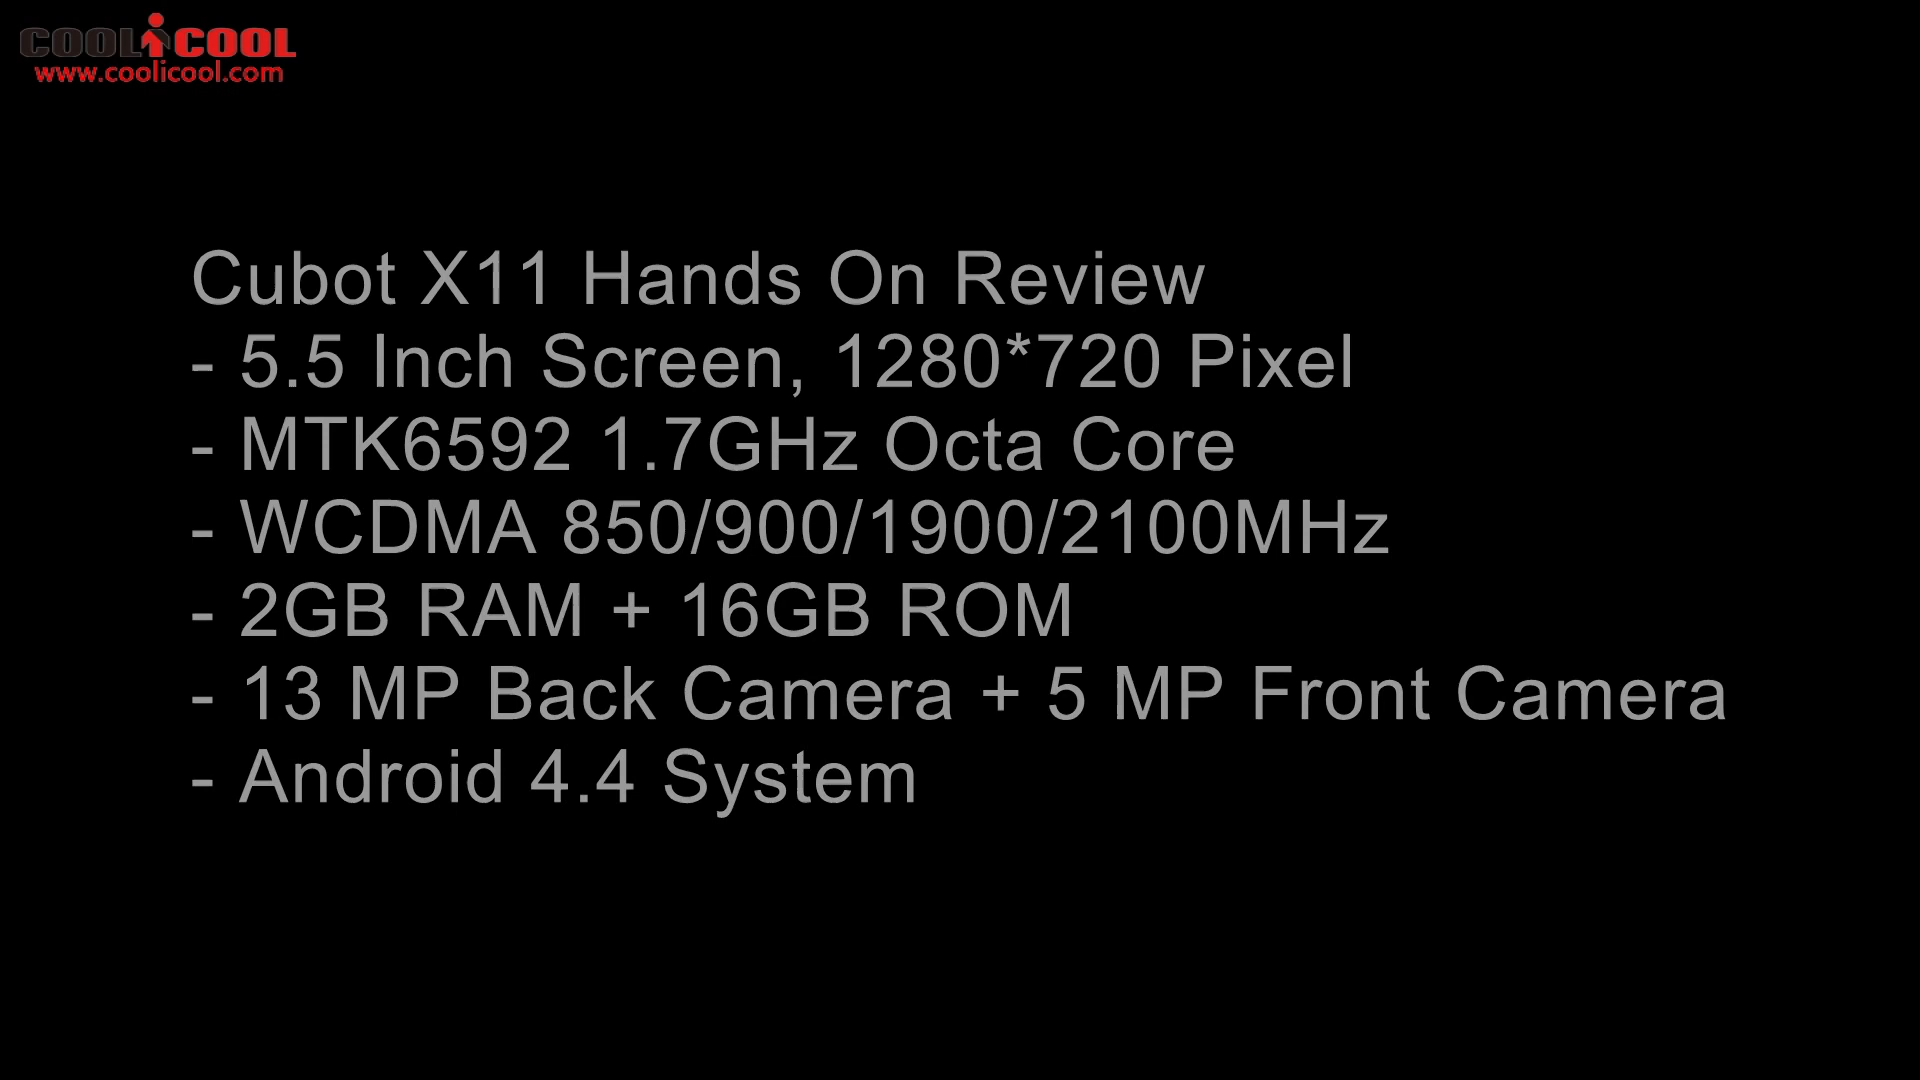 COOLiCOOL
www.coolicool.com
Cubot X11 Hands On Review
- 5.5 Inch Screen, 1280*720 Pixel
- MTK6592 1.7GHz Octa Core
- WCDMA 850/900/1900/2100MHz
- 2GB RAM + 16GB ROM
- 13 MP Back Camera + 5 MP Front Camera
- Android 4.4 System